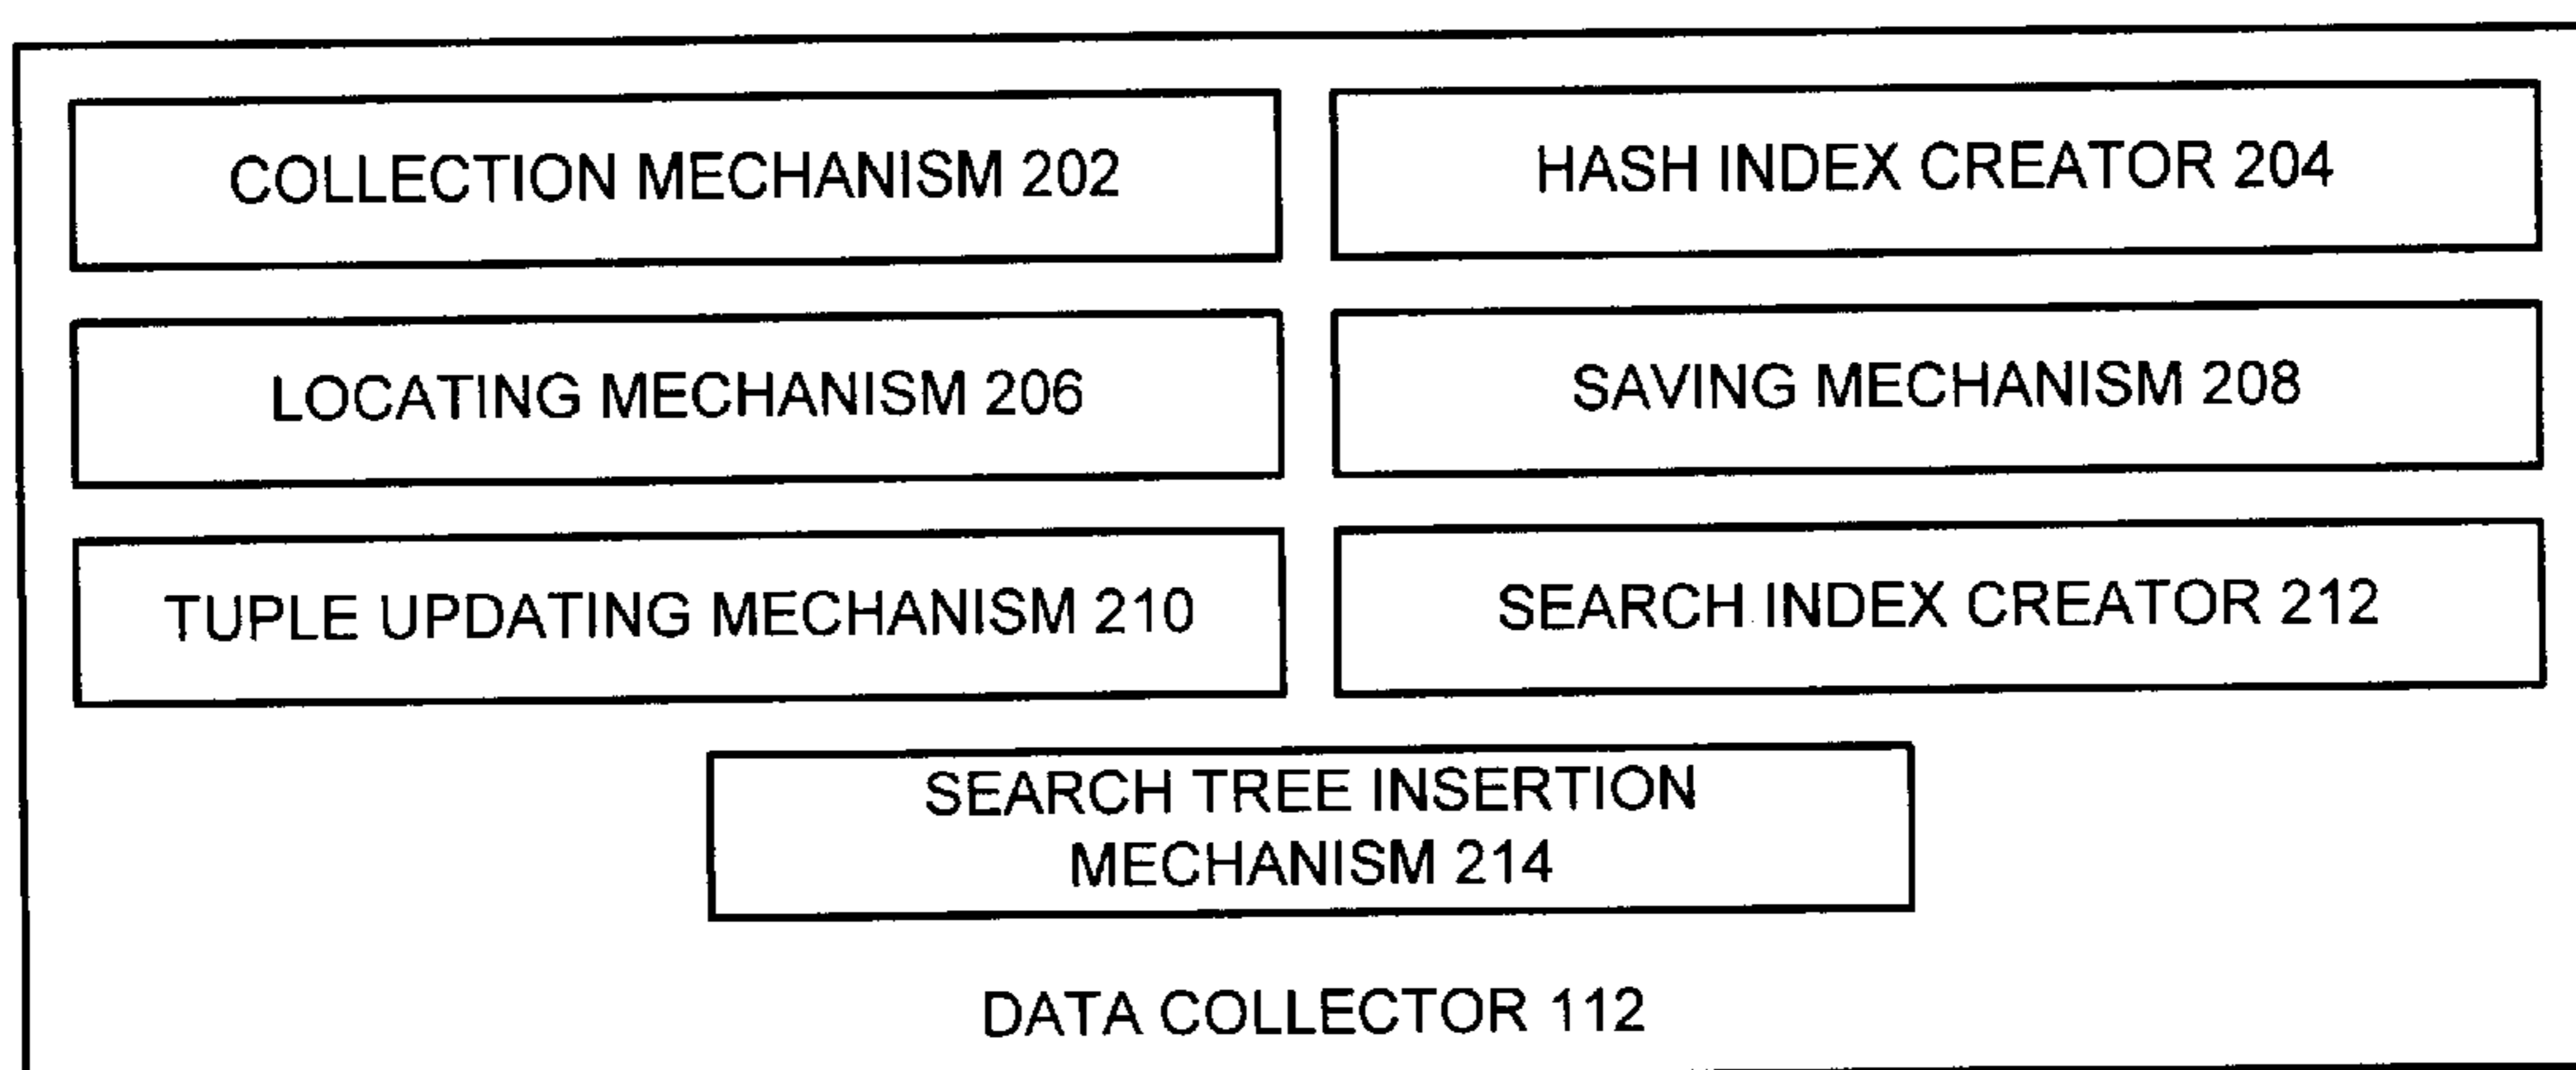 COLLECTION MECHANISM 202
HASH INDEX CREATOR 204
LOCATING MECHANISM 206
SAVING MECHANISM 208
TUPLE UPDATING MECHANISM 210
SEARCH INDEX CREATOR 212
SEARCH TREE INSERTION
MECHANISM 214
DATA COLLECTOR 112